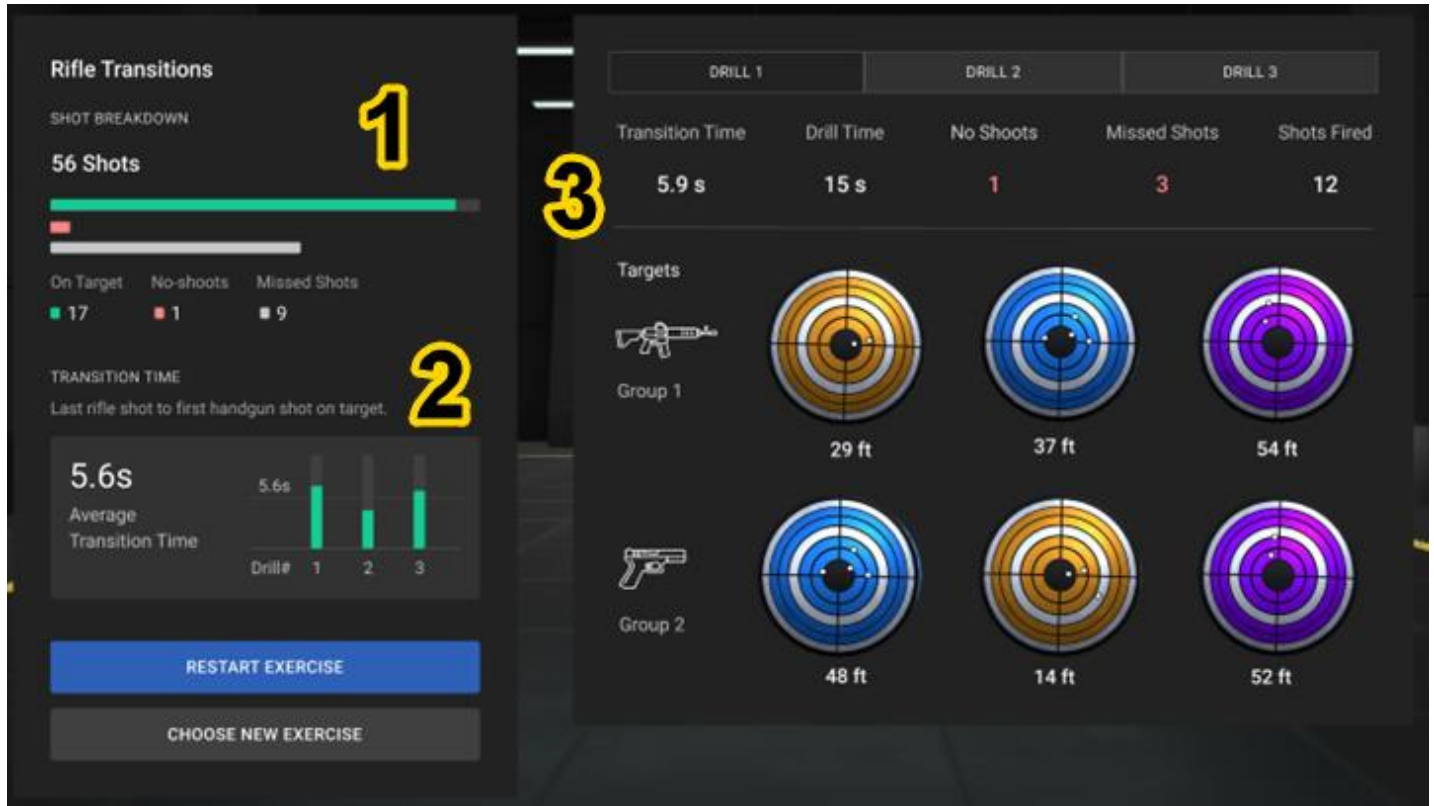 Rifle Transitions
SHOT BREAKDOWN
1
56 Shots
On Target No-shoots Missed Shots
17 1 9
TRANSITION TIME
2
Last rifle shot to first handgun shot on target.
5.6s
Average
Transition Time
5.6s
Drill# 1 2 3
RESTART EXERCISE
CHOOSE NEW EXERCISE
DRILL 1 DRILL 2 DRILL 3
Transition Time Drill Time No Shoots Missed Shots Shots Fired
3
5.9 s 15 s 1 3 12
Targets
Group 1
29 ft 37 ft 54 ft
Group 2
48 ft 14 ft 52 ft